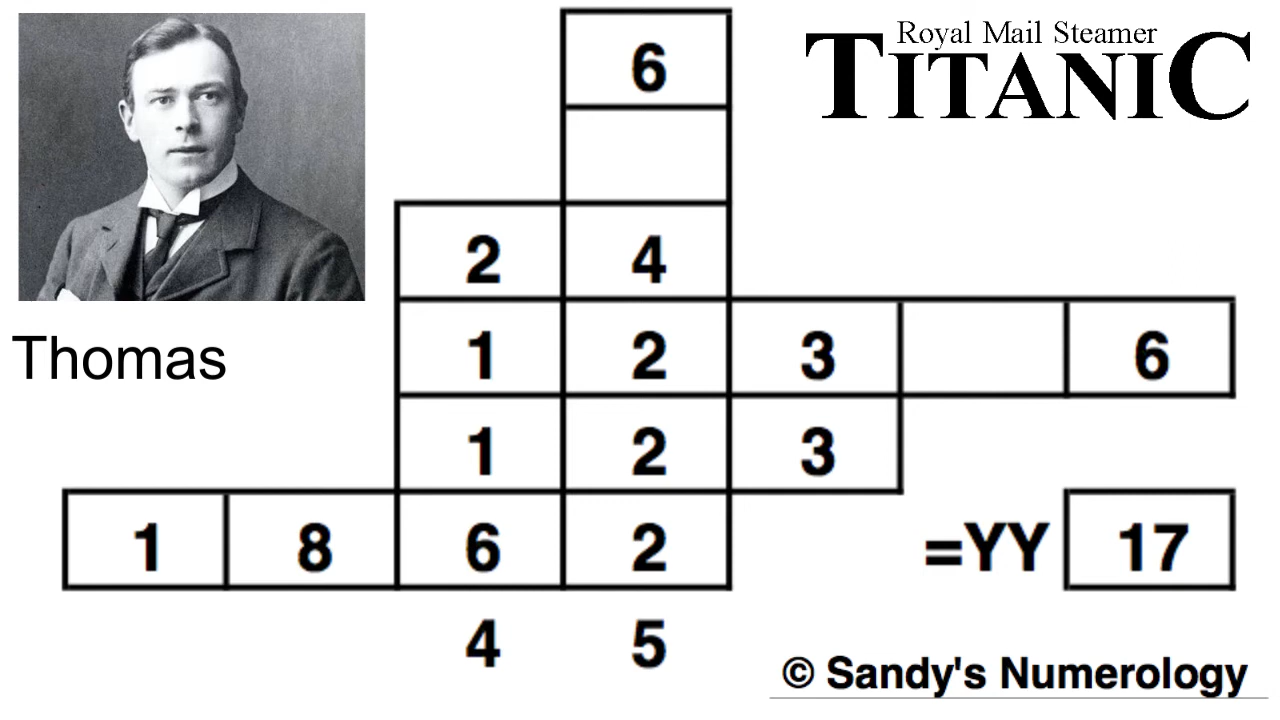 Royal Mail Steamer
TITANIC
6
2 4
Thomas
1 2 3 6
1 2 3
1 8 6 2 =YY 17
4 5
© Sandy's Numerology